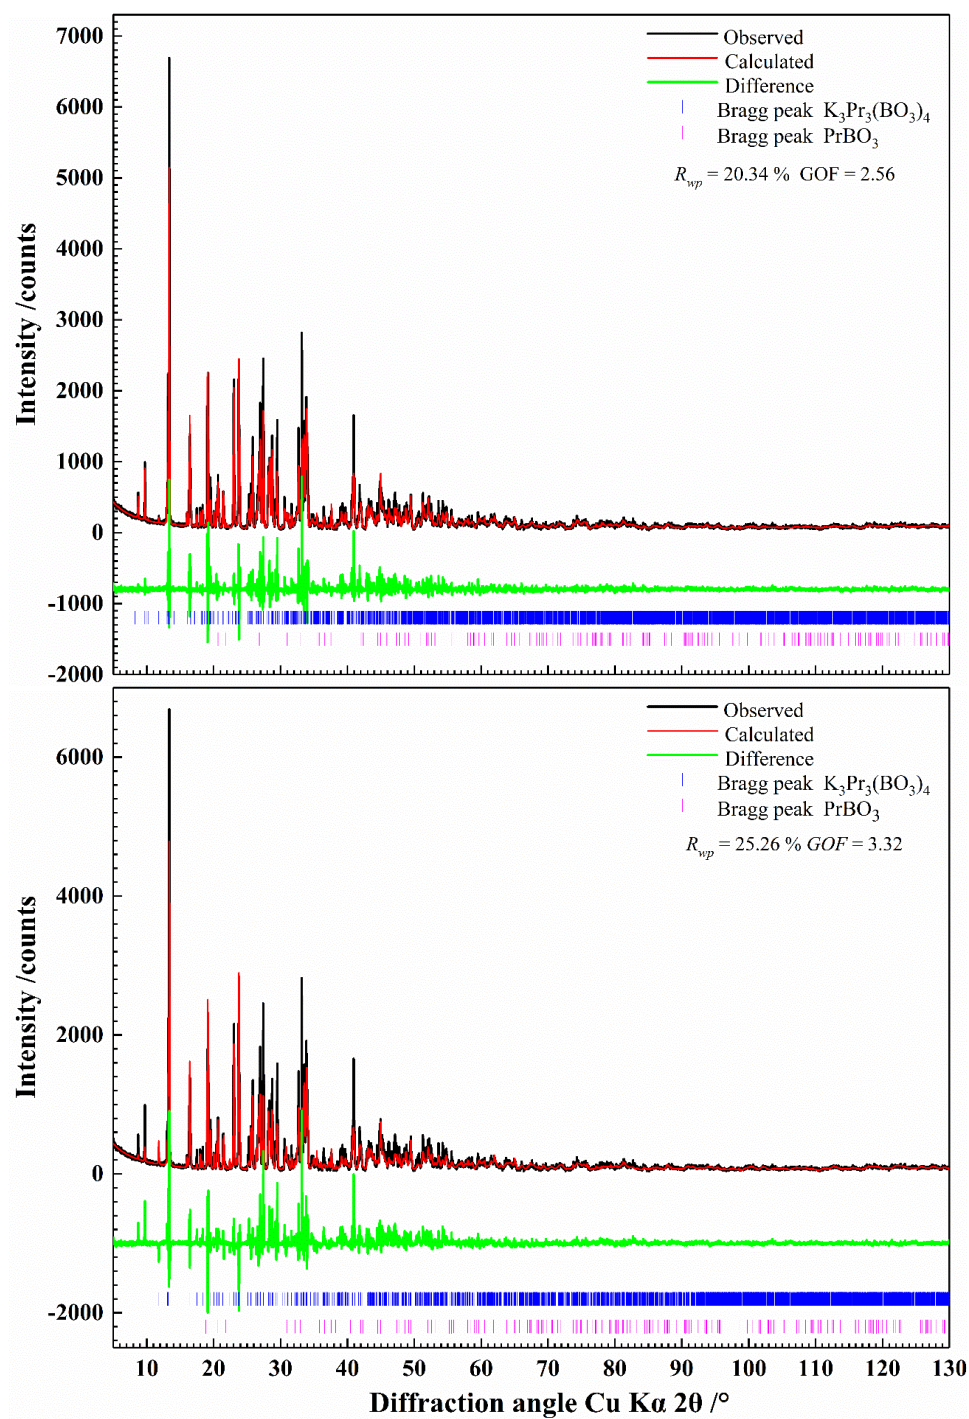 7000
6000
5000
4000
3000
2000
1000
0
-1000
-2000
Intensity /counts
Observed
Calculated
Difference
Bragg peak K₃Pr₃(BO₃)₄
Bragg peak PrBO₃
R_wp = 20.34 % GOF = 2.56
6000
4000
2000
0
-2000
Intensity /counts
Observed
Calculated
Difference
Bragg peak K₃Pr₃(BO₃)₄
Bragg peak PrBO₃
R_wp = 25.26 % GOF = 3.32
10 20 30 40 50 60 70 80 90 100 110 120 130
Diffraction angle Cu Kα 2θ /°